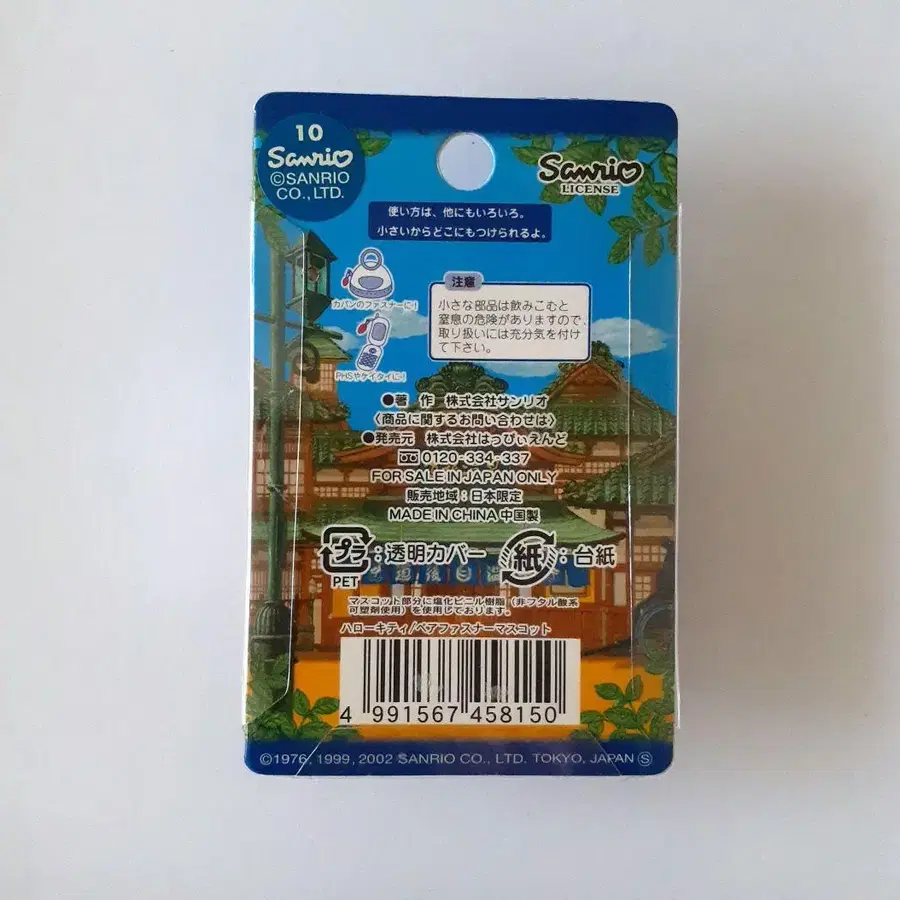 10
Sanrio
©SANRIO
CO., LTD.
Sanrio
LICENSE
使い方は、他にもいろいろ。
小さいからどこにもつけられるよ。
カバンのファスナーに!
PHSやケイタイに!
注意
小さな部品は飲みこむと
窒息の危険がありますので、
取り扱いには充分気を付け
て下さい。
●著 作 株式会社サンリオ
〈商品に関するお問い合わせは〉
●発売元 株式会社はっぴぃえんど
0120-334-337
FOR SALE IN JAPAN ONLY
販売地域:日本限定
MADE IN CHINA 中国製
プラ:透明カバー 紙:台紙
PET
道後温泉
マスコット部分に塩化ビニル樹脂(非フタル酸系
可塑剤使用)を使用しております。
ハローキティ/ペアファスナーマスコット
4 991567 458150
©1976, 1999, 2002 SANRIO CO., LTD. TOKYO, JAPAN Ⓢ